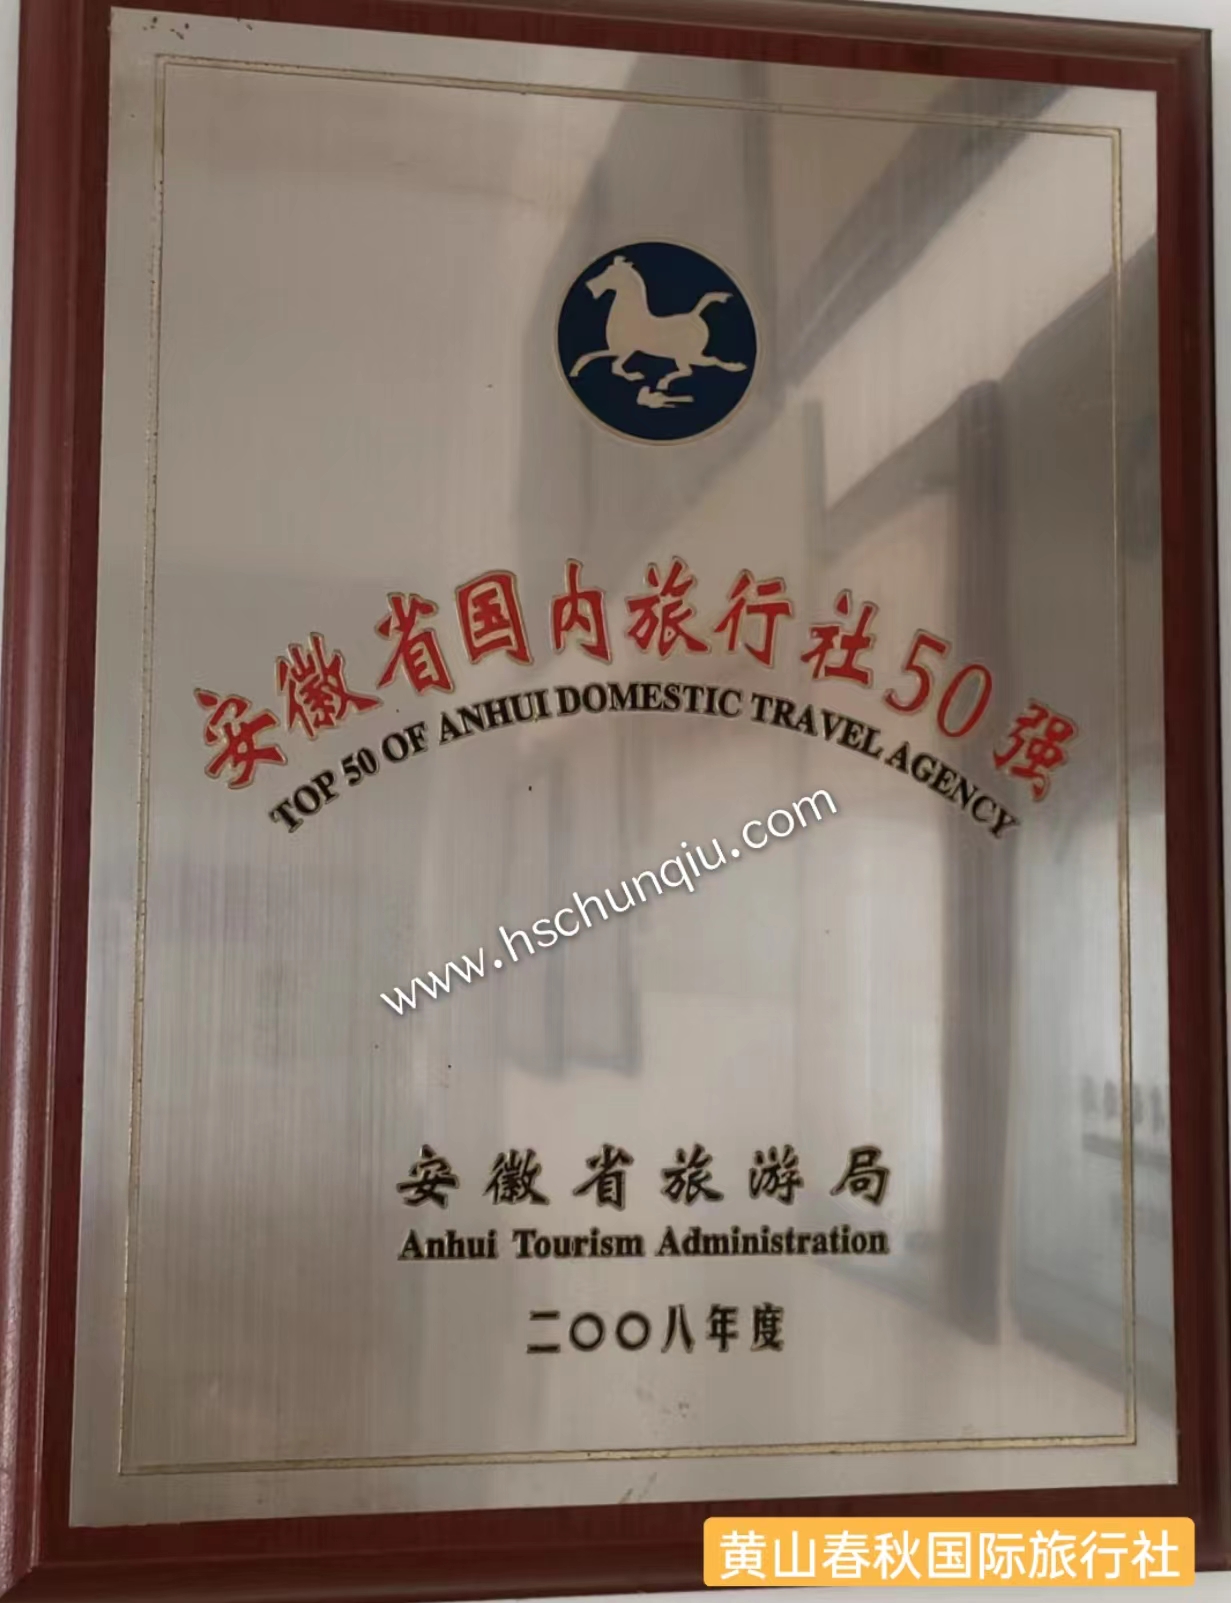 安徽省国内旅行社50强
TOP 50 OF ANHUI DOMESTIC TRAVEL AGENCY
www.hschunqiu.com
安徽省旅游局
Anhui Tourism Administration
二〇〇八年度
黄山春秋国际旅行社